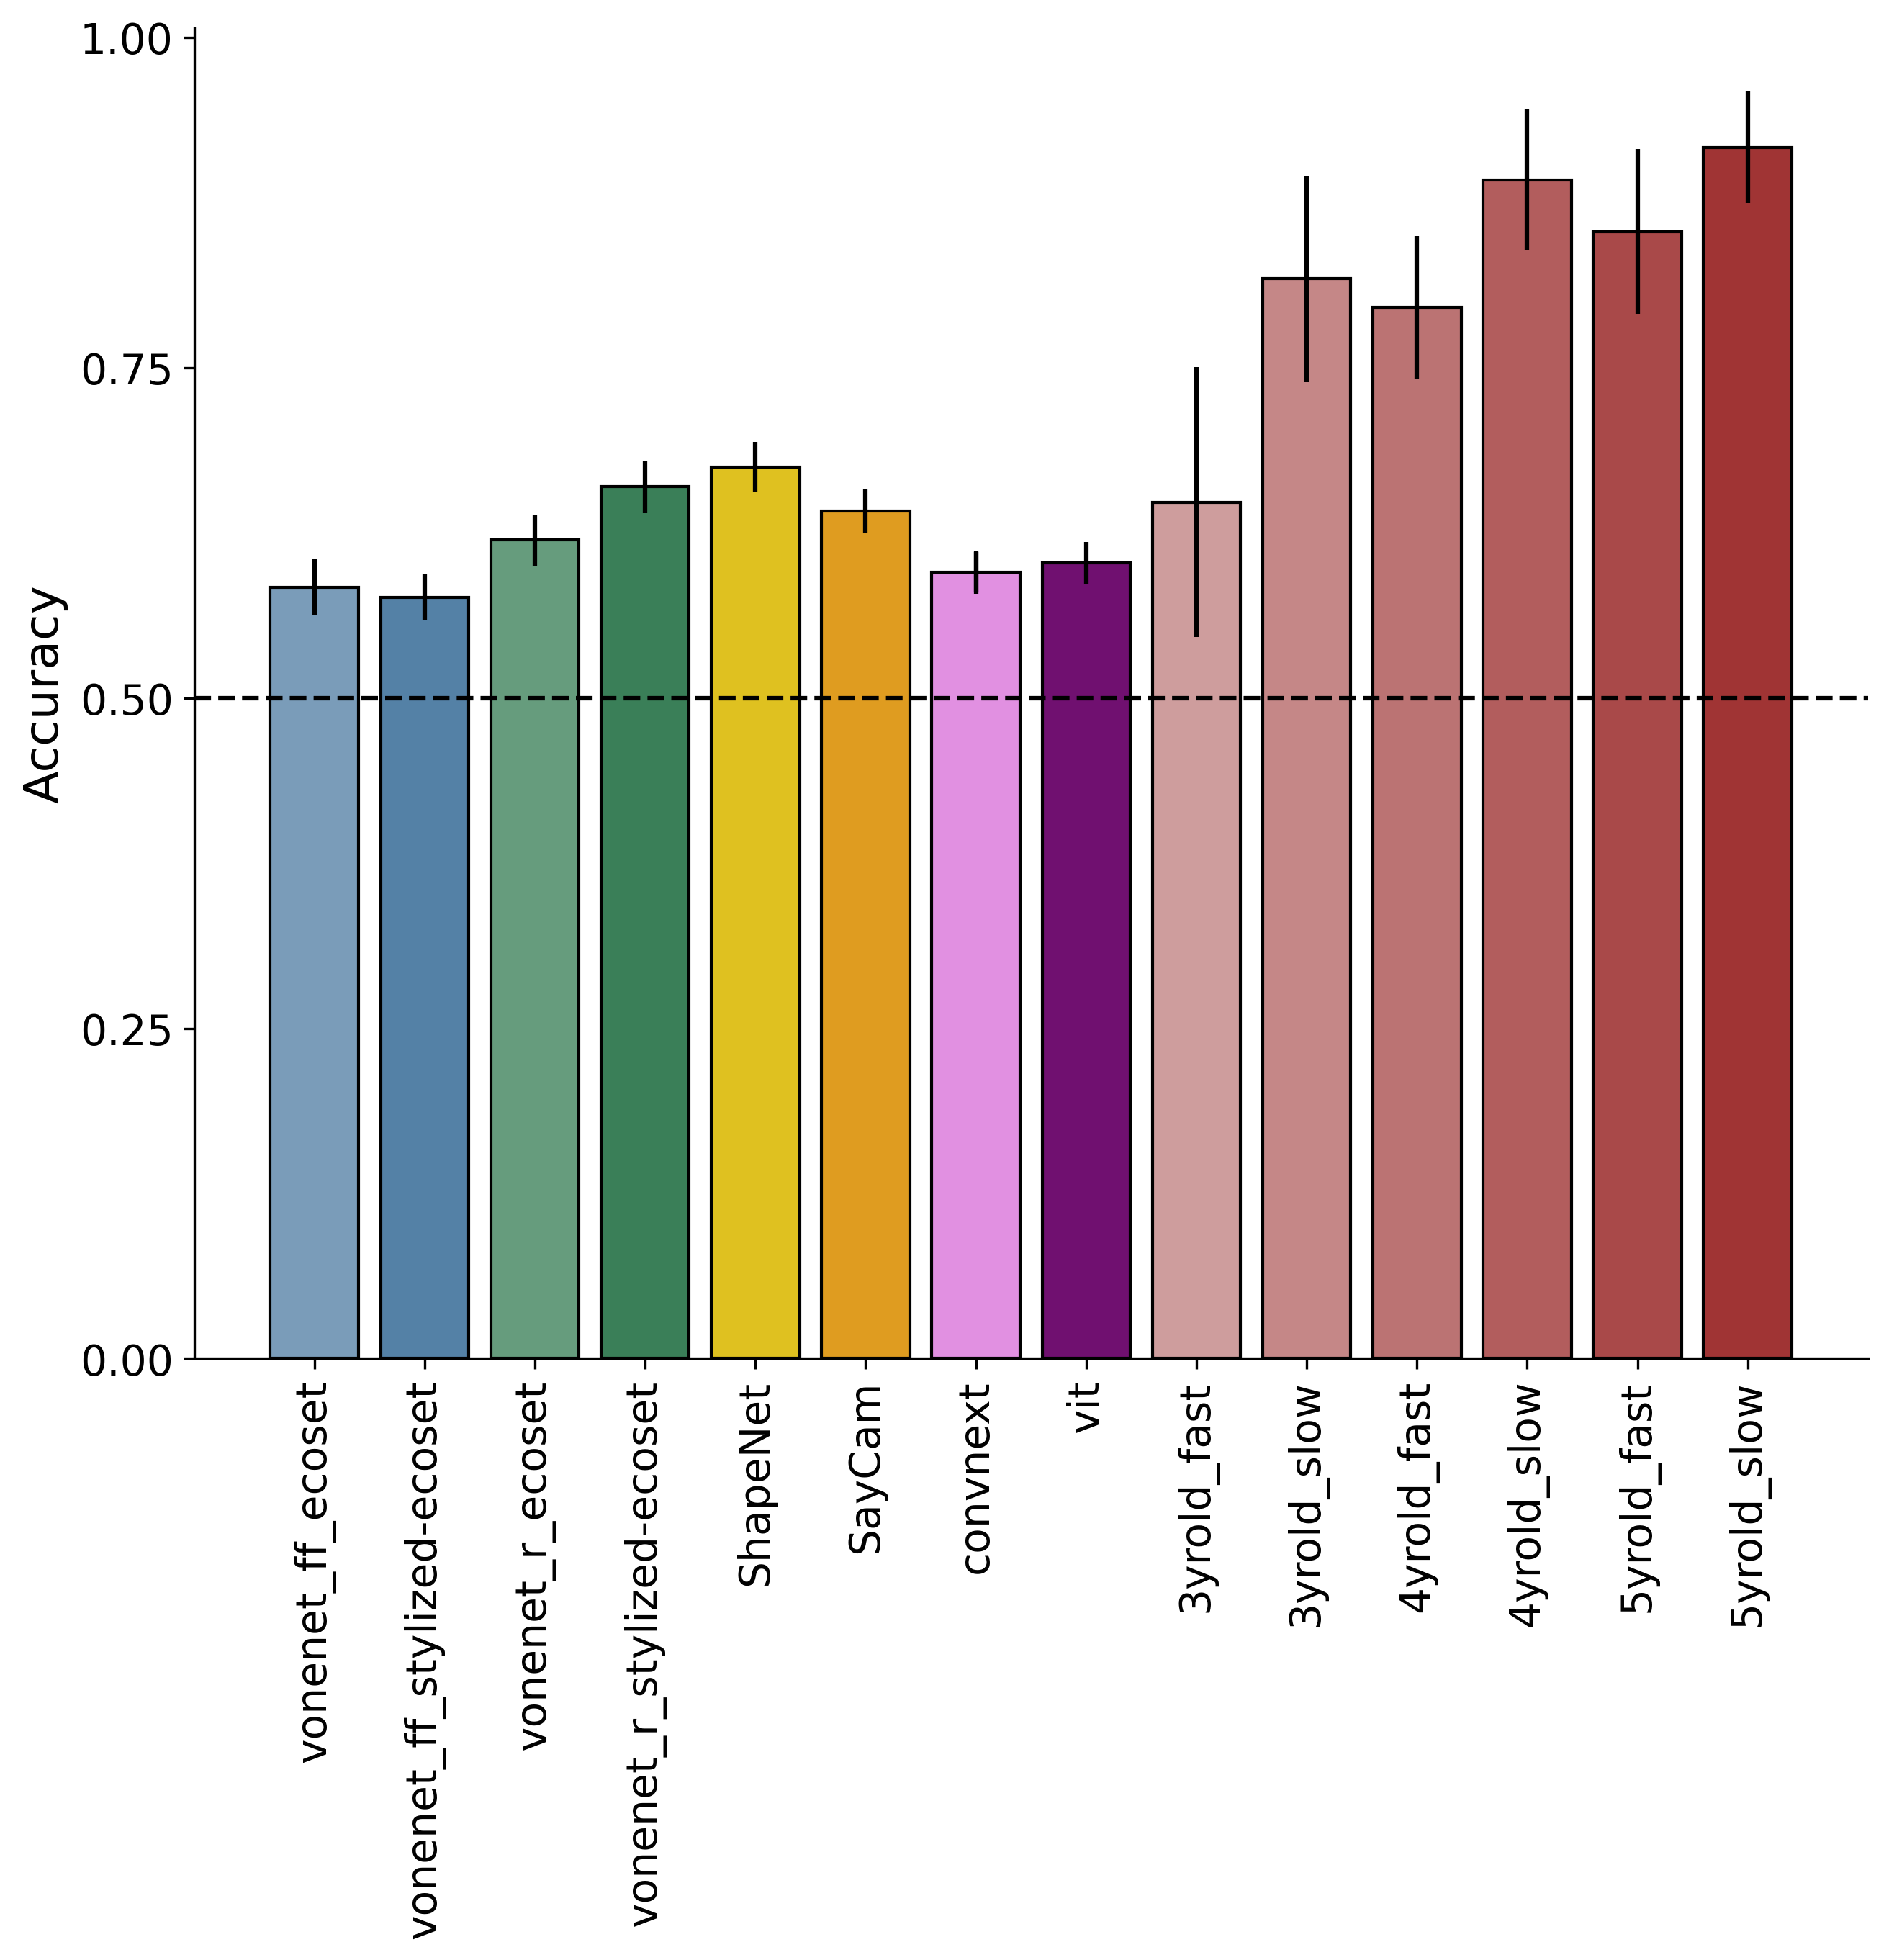 1.00
0.75
0.50
0.25
0.00
Accuracy
vonenet_ff_ecoset
vonenet_ff_stylized-ecoset
vonenet_r_ecoset
vonenet_r_stylized-ecoset
ShapeNet
SayCam
convnext
vit
3yrold_fast
3yrold_slow
4yrold_fast
4yrold_slow
5yrold_fast
5yrold_slow